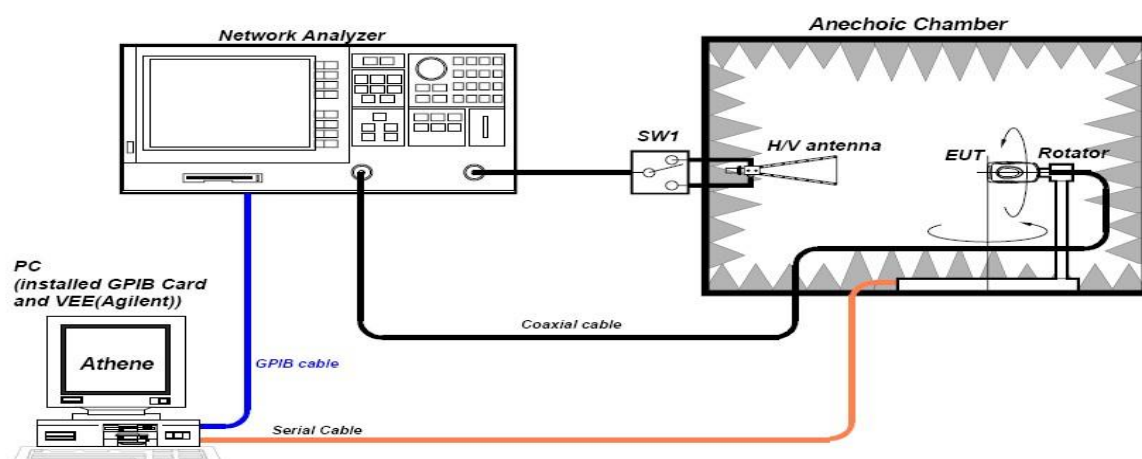 Network Analyzer
Anechoic Chamber
SW1
H/V antenna
EUT
Rotator
PC
(installed GPIB Card
and VEE(Agilent))
Coaxial cable
Athene
GPIB cable
Serial Cable